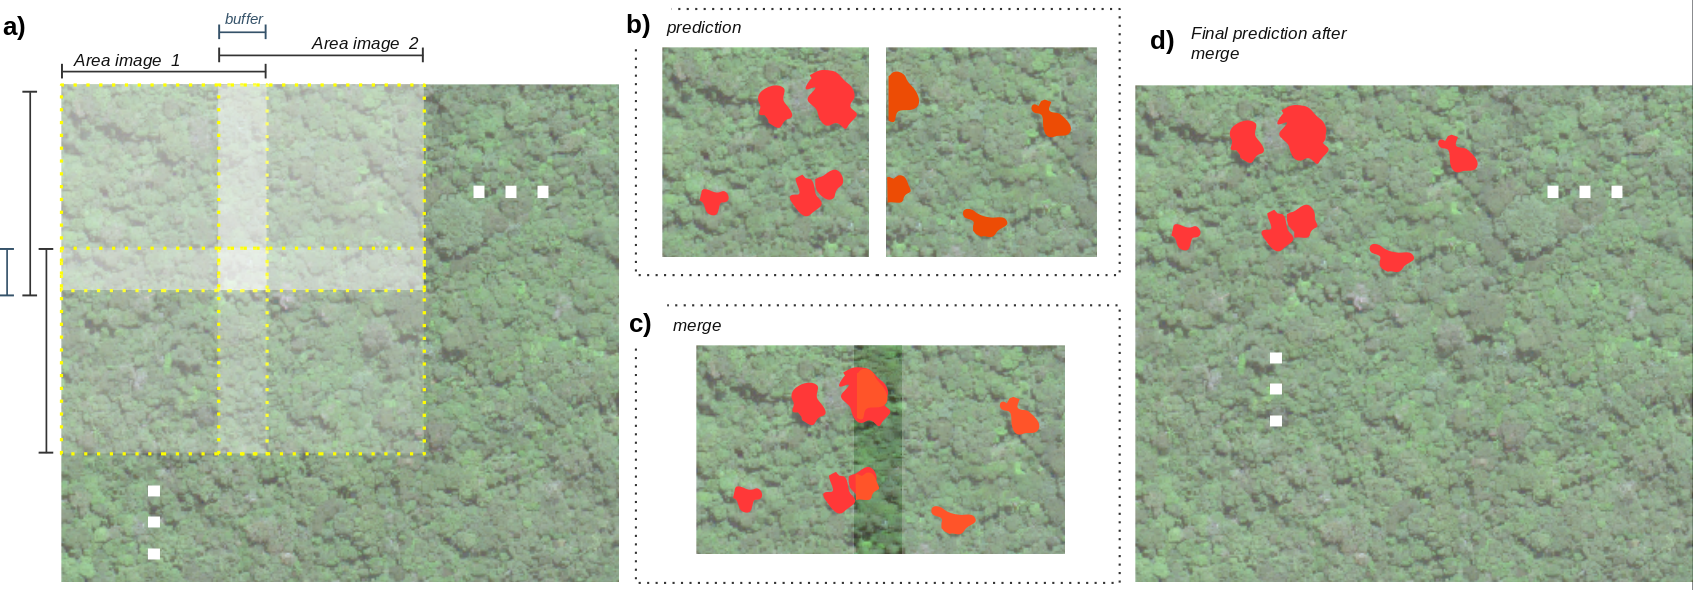 a)
buffer
Area image 2
Area image 1
b)
prediction
c)
merge
d)
Final prediction after
merge